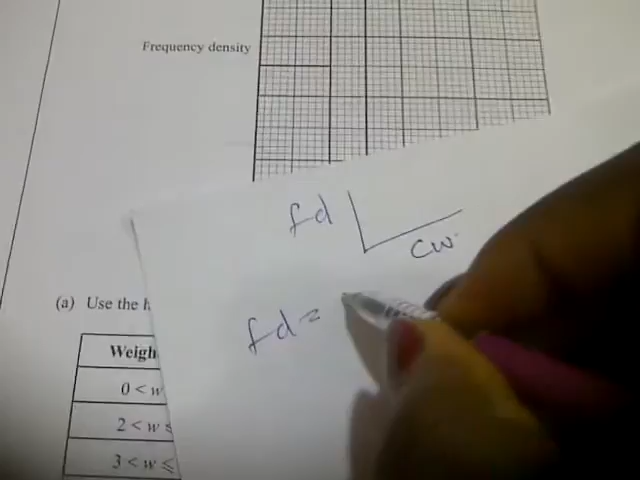 Frequency density
fd
cw
fd =
(a) Use the h
Weigh
0 < w
2 < w ≤
3 < w ≤